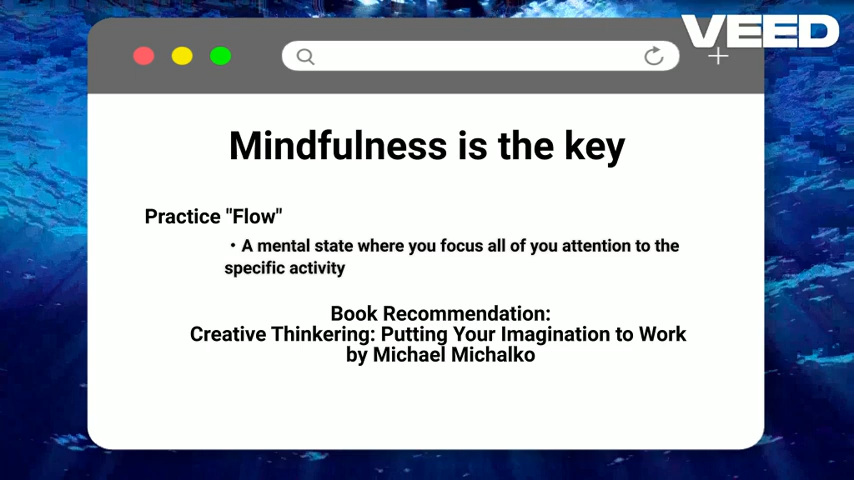 VEED
Mindfulness is the key
Practice "Flow"
• A mental state where you focus all of you attention to the
specific activity
Book Recommendation:
Creative Thinkering: Putting Your Imagination to Work
by Michael Michalko